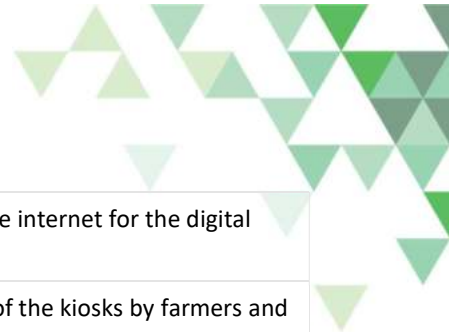 e internet for the digital
of the kiosks by farmers and